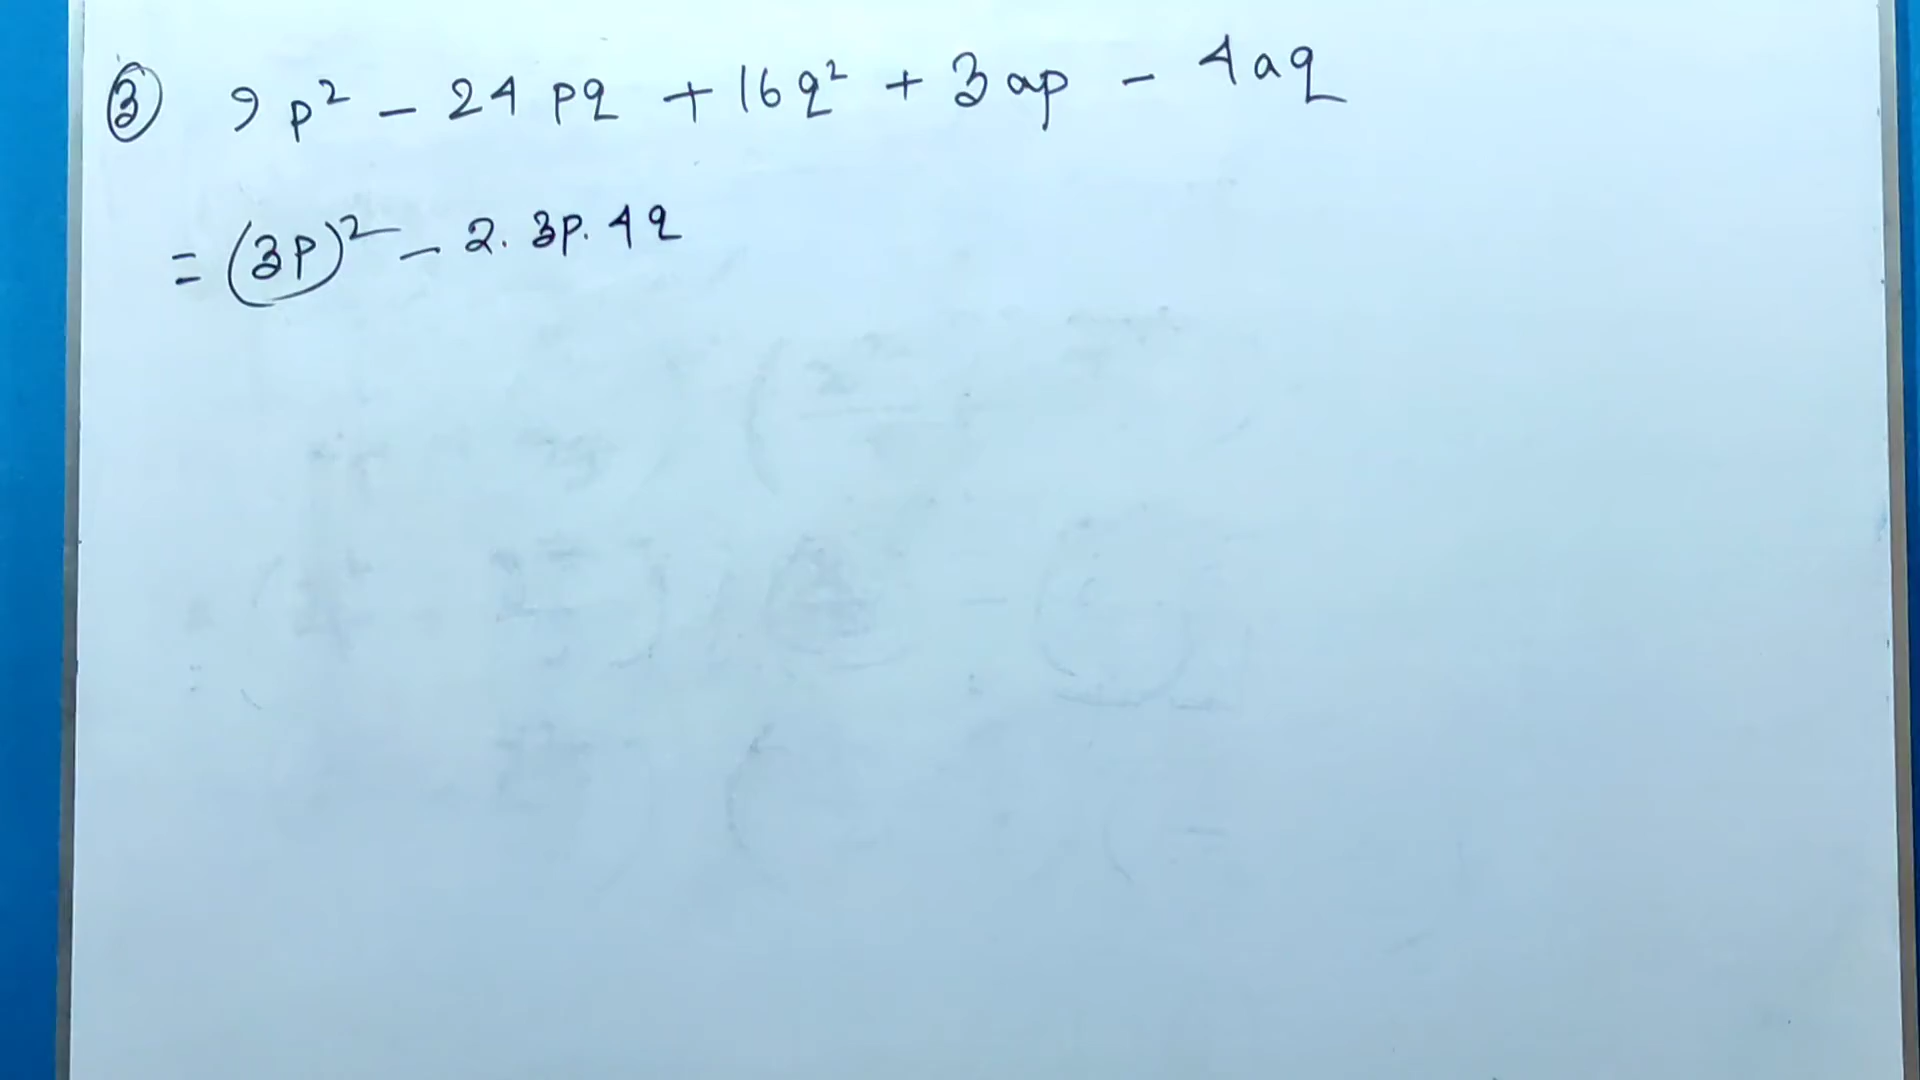 ③ 9p² - 24pq + 16q² + 3ap - 4aq
= (3p)² - 2. 3p. 4q